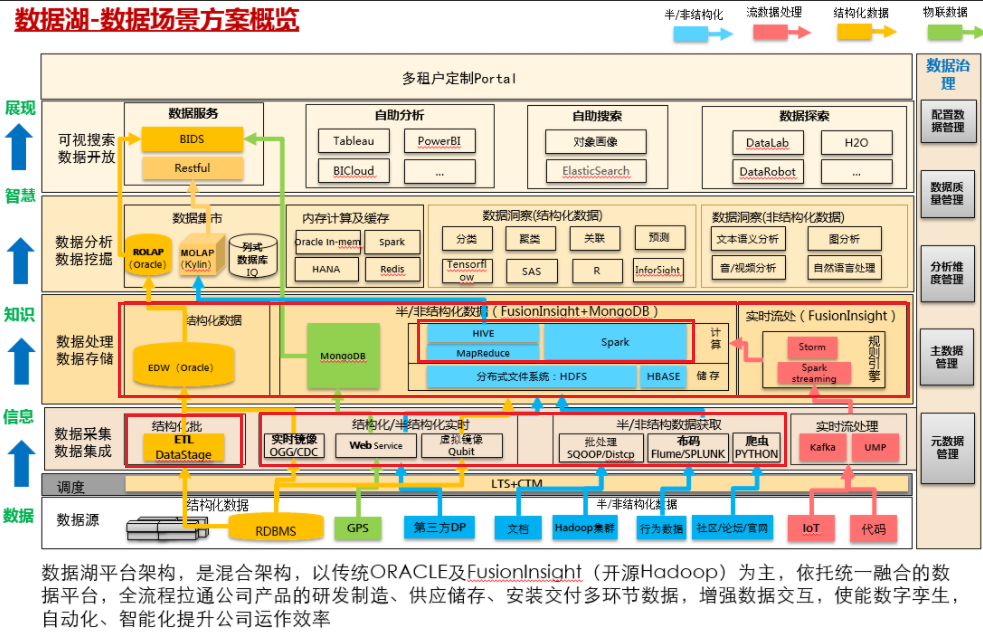 数据湖-数据场景方案概览
半/非结构化
流数据处理
结构化数据
物联数据
多租户定制Portal
数据治理
展现
可视搜索
数据开放
数据服务
BIDS
Restful
自助分析
Tableau
PowerBI
BICloud
...
自助搜索
对象画像
ElasticSearch
数据探索
DataLab
H2O
DataRobot
...
配置数据管理
智慧
数据分析
数据挖掘
数据集市
ROLAP
(Oracle)
MOLAP
(Kylin)
列式
数据库
IQ
内存计算及缓存
Oracle In-mem
Spark
HANA
Redis
数据洞察(结构化数据)
分类
聚类
关联
预测
Tensorflow
SAS
R
InforSight
数据洞察(非结构化数据)
文本语义分析
图分析
音/视频分析
自然语言处理
数据质量管理
分析维度管理
知识
数据处理
数据存储
结构化数据
EDW（Oracle）
半/非结构化数据（FusionInsight+MongoDB）
MongoDB
HIVE
MapReduce
Spark
计算
分布式文件系统：HDFS
HBASE
储存
实时流处（FusionInsight）
Storm
Spark
streaming
规则引擎
主数据管理
信息
数据采集
数据集成
结构化批
ETL
DataStage
结构化/半结构化实时
实时镜像
OGG/CDC
Web Service
虚拟镜像
Qubit
半/非结构数据获取
批处理
SQOOP/Distcp
布码
Flume/SPLUNK
爬虫
PYTHON
实时流处理
Kafka
UMP
元数据管理
调度
LTS+CTM
数据
数据源
结构化数据
RDBMS
GPS
第三方DP
半/非结构化数据
文档
Hadoop集群
行为数据
社区/论坛/官网
IoT
代码
数据湖平台架构，是混合架构，以传统ORACLE及FusionInsight（开源Hadoop）为主，依托统一融合的数
据平台，全流程拉通公司产品的研发制造、供应储存、安装交付多环节数据，增强数据交互，使能数字孪生，
自动化、智能化提升公司运作效率